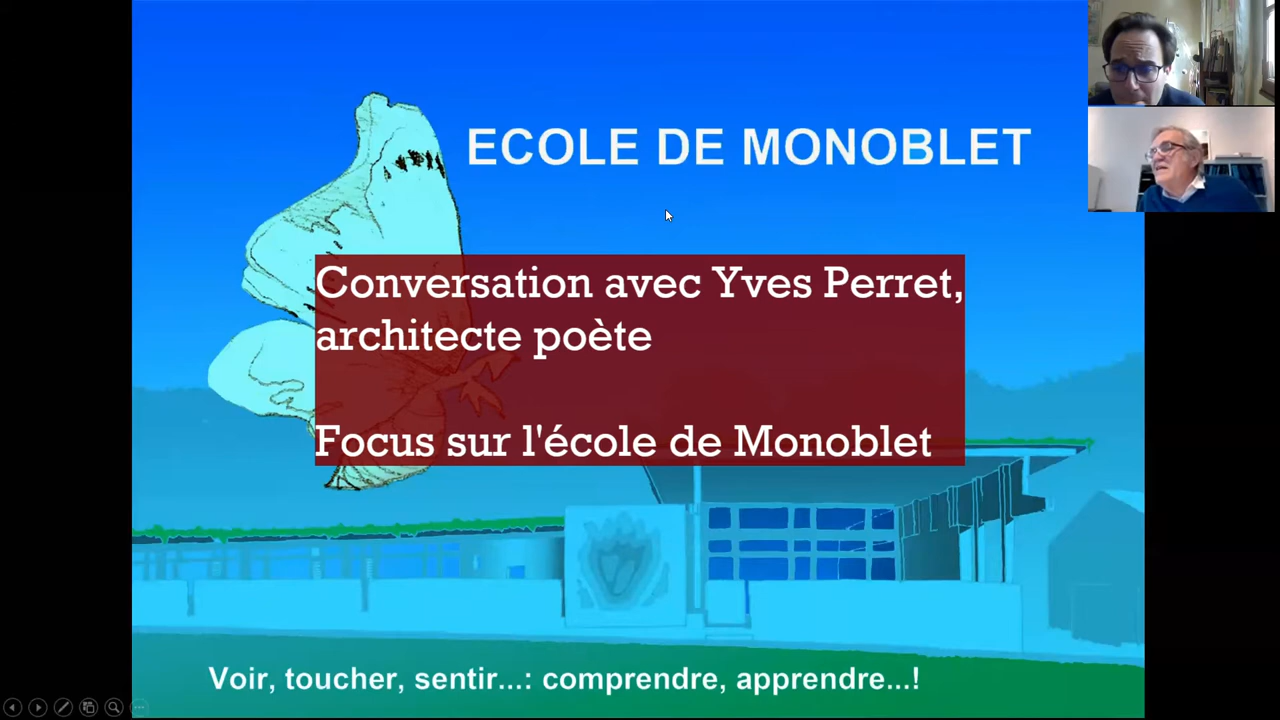 ECOLE DE MONOBLET
Conversation avec Yves Perret,
architecte poète
Focus sur l'école de Monoblet
Voir, toucher, sentir...: comprendre, apprendre...!